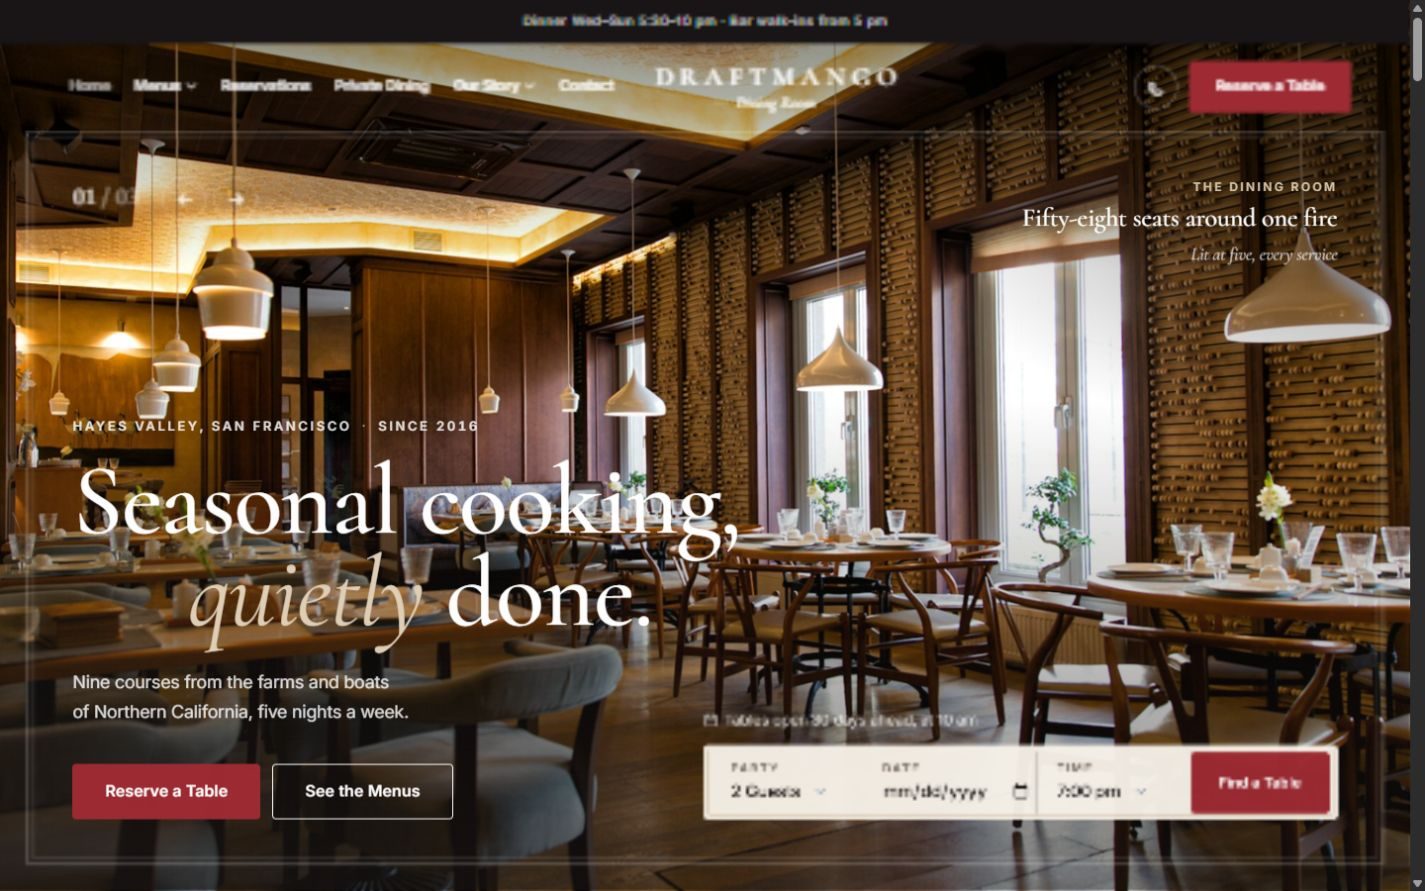 Dinner Wed–Sun 5:30–10 pm · Bar walk-ins from 5 pm
Home Menus Reservations Private Dining Our Story Contact
DRAFTMANGO
Dining Room
Reserve a Table
01 / 03
THE DINING ROOM
Fifty-eight seats around one fire
Lit at five, every service
HAYES VALLEY, SAN FRANCISCO · SINCE 2016
Seasonal cooking,
quietly done.
Nine courses from the farms and boats
of Northern California, five nights a week.
Reserve a Table
See the Menus
Tables open 30 days ahead, at 10 am
PARTY DATE TIME
2 Guests mm/dd/yyyy 7:00 pm
Find a Table